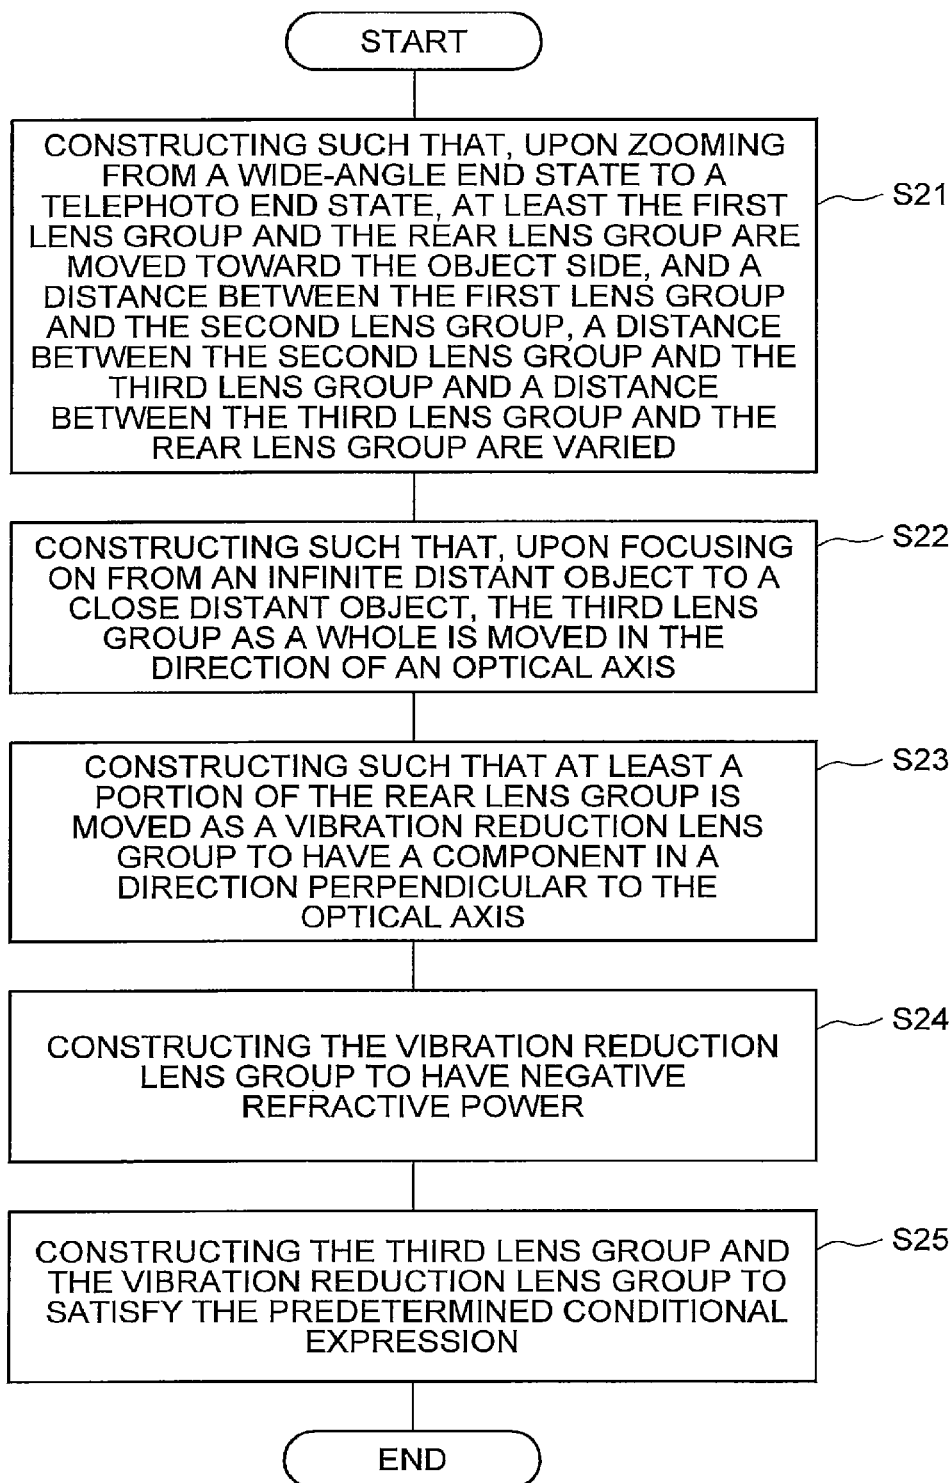 START
CONSTRUCTING SUCH THAT, UPON ZOOMING
FROM A WIDE-ANGLE END STATE TO A
TELEPHOTO END STATE, AT LEAST THE FIRST
LENS GROUP AND THE REAR LENS GROUP ARE
MOVED TOWARD THE OBJECT SIDE, AND A
DISTANCE BETWEEN THE FIRST LENS GROUP
AND THE SECOND LENS GROUP, A DISTANCE
BETWEEN THE SECOND LENS GROUP AND THE
THIRD LENS GROUP AND A DISTANCE
BETWEEN THE THIRD LENS GROUP AND THE
REAR LENS GROUP ARE VARIED
S21
CONSTRUCTING SUCH THAT, UPON FOCUSING
ON FROM AN INFINITE DISTANT OBJECT TO A
CLOSE DISTANT OBJECT, THE THIRD LENS
GROUP AS A WHOLE IS MOVED IN THE
DIRECTION OF AN OPTICAL AXIS
S22
CONSTRUCTING SUCH THAT AT LEAST A
PORTION OF THE REAR LENS GROUP IS
MOVED AS A VIBRATION REDUCTION LENS
GROUP TO HAVE A COMPONENT IN A
DIRECTION PERPENDICULAR TO THE
OPTICAL AXIS
S23
CONSTRUCTING THE VIBRATION REDUCTION
LENS GROUP TO HAVE NEGATIVE
REFRACTIVE POWER
S24
CONSTRUCTING THE THIRD LENS GROUP AND
THE VIBRATION REDUCTION LENS GROUP TO
SATISFY THE PREDETERMINED CONDITIONAL
EXPRESSION
S25
END